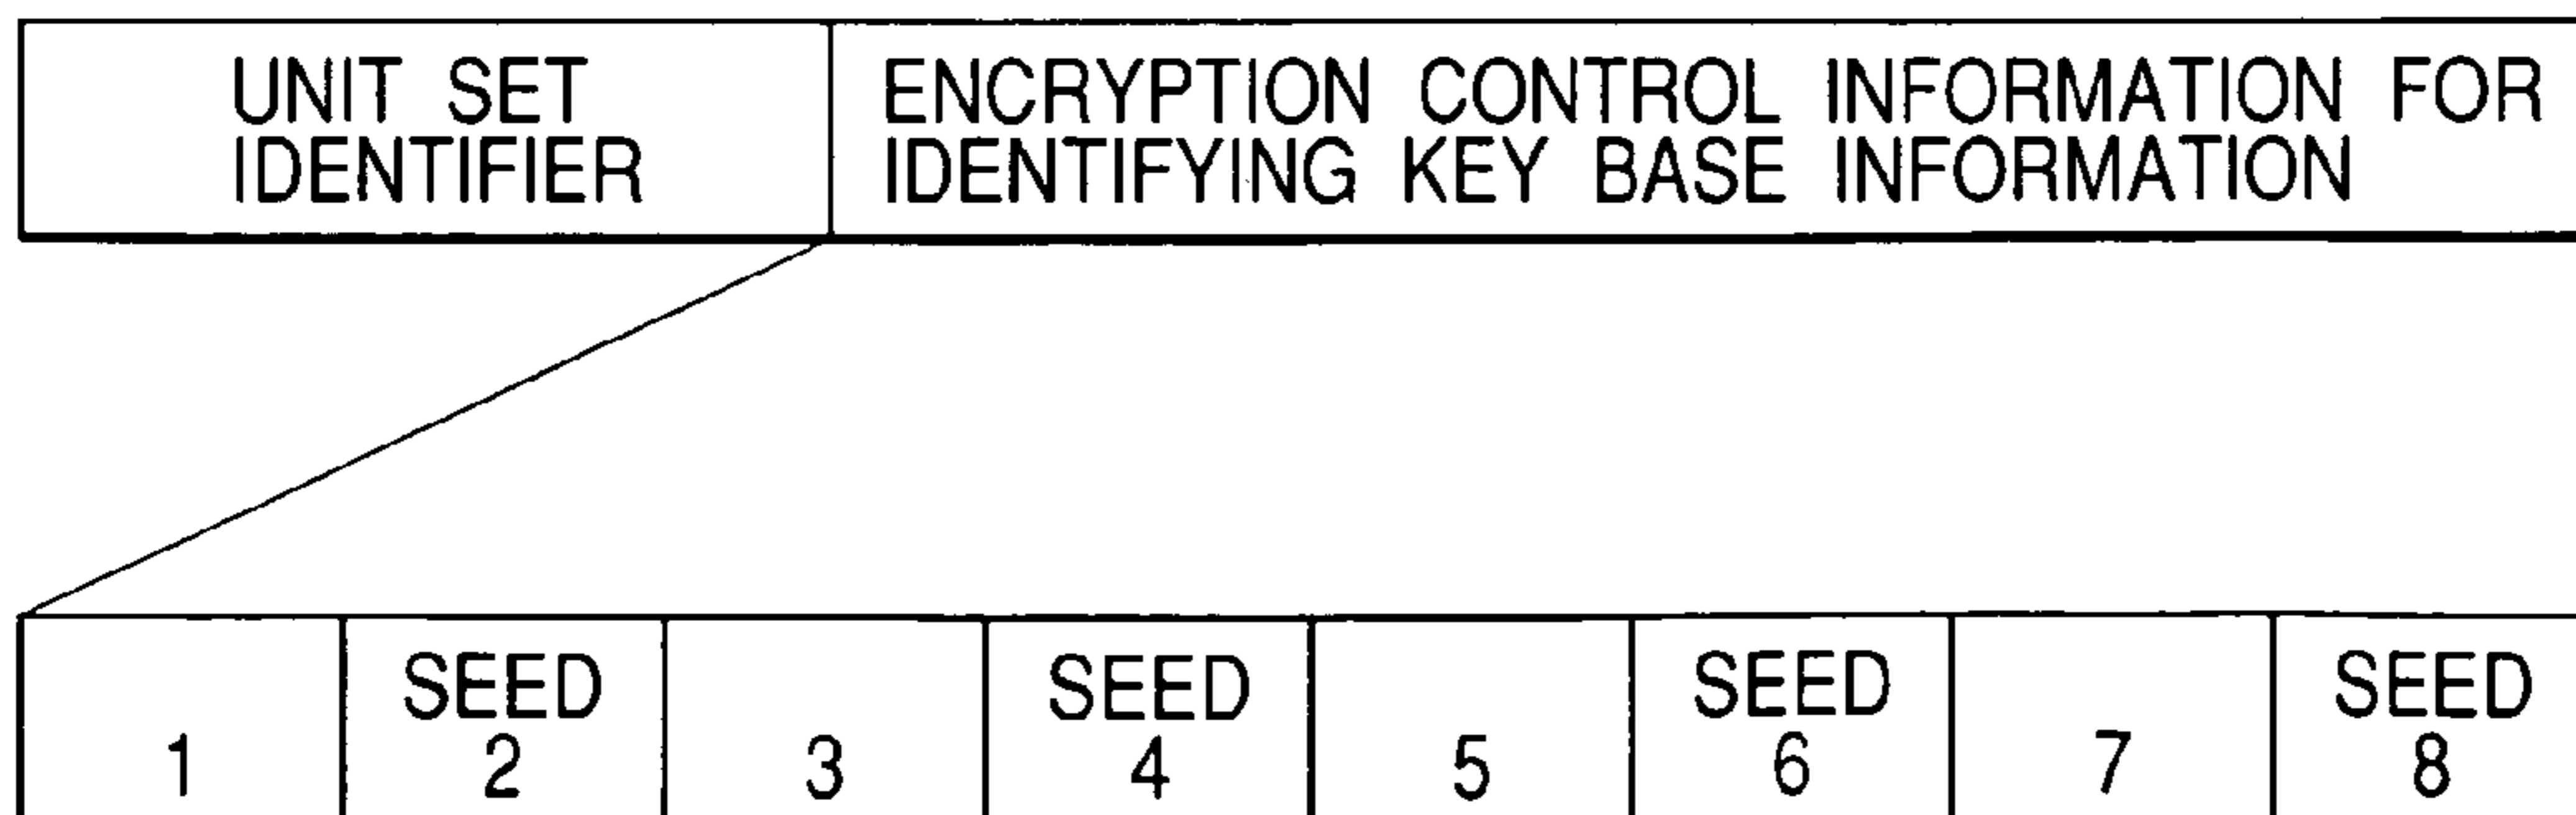 UNIT SET
IDENTIFIER
ENCRYPTION CONTROL INFORMATION FOR
IDENTIFYING KEY BASE INFORMATION
1
SEED
2
3
SEED
4
5
SEED
6
7
SEED
8